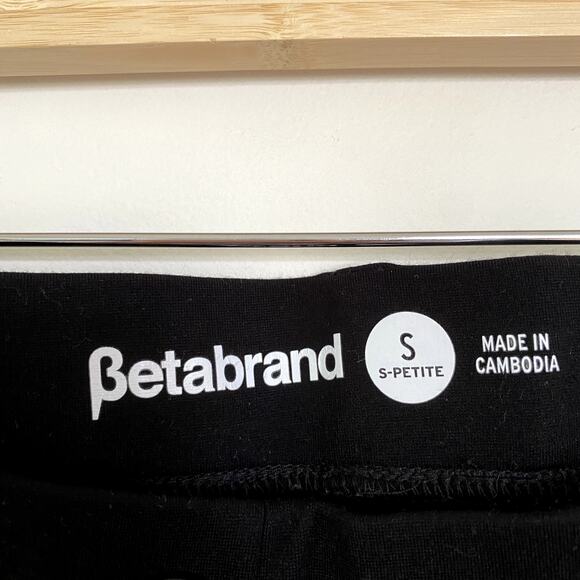 βetabrand
S
S-PETITE
MADE IN
CAMBODIA